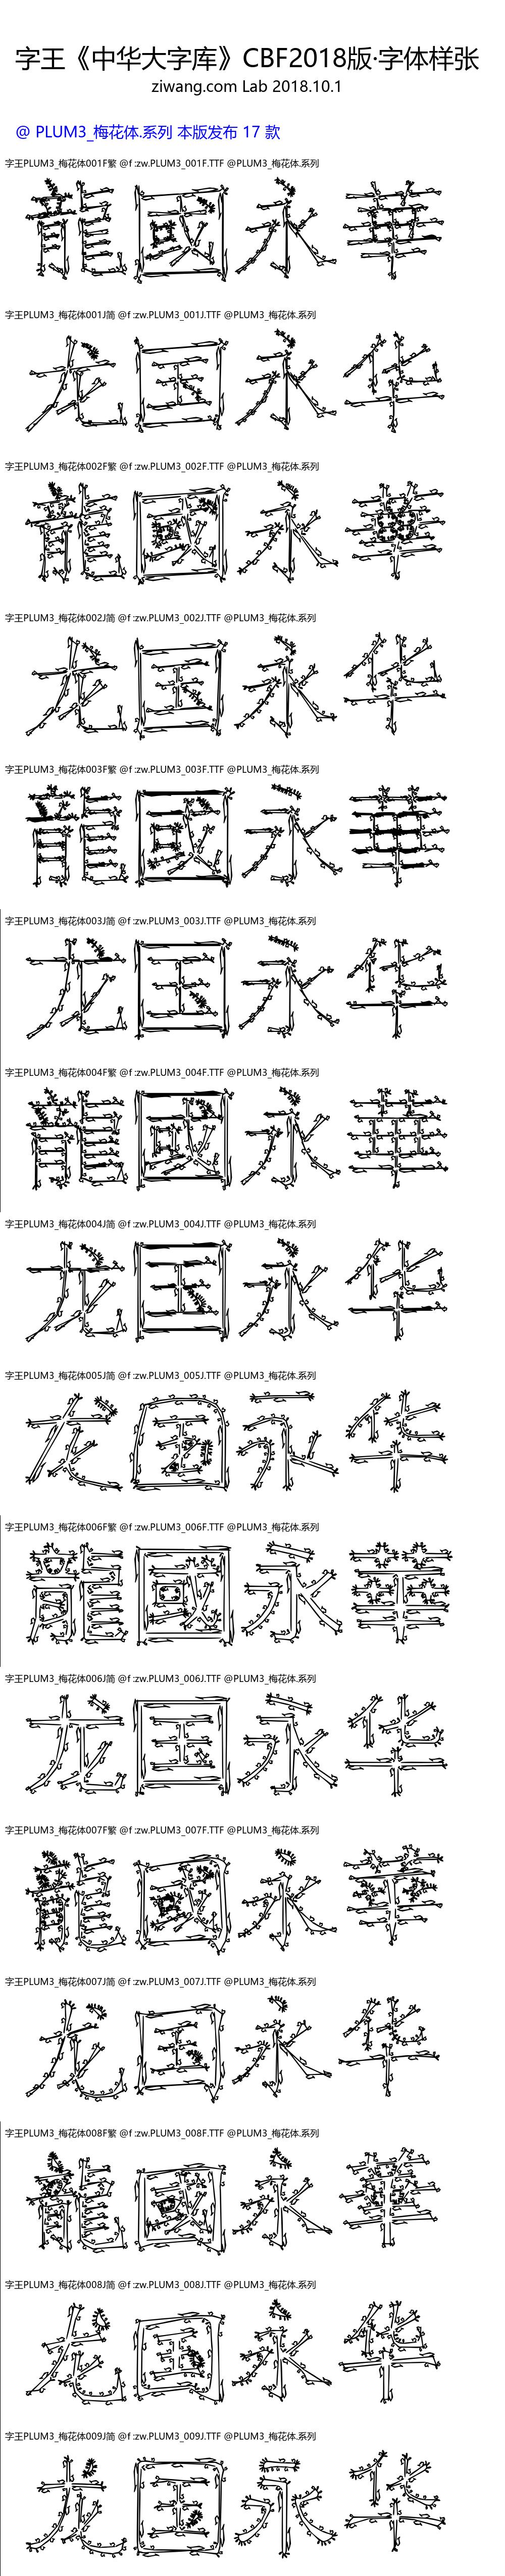 字王《中华大字库》CBF2018版·字体样张
ziwang.com Lab 2018.10.1
@ PLUM3_梅花体.系列 本版发布 17 款
字王PLUM3_梅花体001F繁 @f :zw.PLUM3_001F.TTF @PLUM3_梅花体.系列
龍國永華
字王PLUM3_梅花体001J简 @f :zw.PLUM3_001J.TTF @PLUM3_梅花体.系列
龙国永华
字王PLUM3_梅花体002F繁 @f :zw.PLUM3_002F.TTF @PLUM3_梅花体.系列
龍國永華
字王PLUM3_梅花体002J简 @f :zw.PLUM3_002J.TTF @PLUM3_梅花体.系列
龙国永华
字王PLUM3_梅花体003F繁 @f :zw.PLUM3_003F.TTF @PLUM3_梅花体.系列
龍國永華
字王PLUM3_梅花体003J简 @f :zw.PLUM3_003J.TTF @PLUM3_梅花体.系列
龙国永华
字王PLUM3_梅花体004F繁 @f :zw.PLUM3_004F.TTF @PLUM3_梅花体.系列
龍國永華
字王PLUM3_梅花体004J简 @f :zw.PLUM3_004J.TTF @PLUM3_梅花体.系列
龙国永华
字王PLUM3_梅花体005J简 @f :zw.PLUM3_005J.TTF @PLUM3_梅花体.系列
龙国永华
字王PLUM3_梅花体006F繁 @f :zw.PLUM3_006F.TTF @PLUM3_梅花体.系列
龍國永華
字王PLUM3_梅花体006J简 @f :zw.PLUM3_006J.TTF @PLUM3_梅花体.系列
龙国永华
字王PLUM3_梅花体007F繁 @f :zw.PLUM3_007F.TTF @PLUM3_梅花体.系列
龍國永華
字王PLUM3_梅花体007J简 @f :zw.PLUM3_007J.TTF @PLUM3_梅花体.系列
龙国永华
字王PLUM3_梅花体008F繁 @f :zw.PLUM3_008F.TTF @PLUM3_梅花体.系列
龍國永華
字王PLUM3_梅花体008J简 @f :zw.PLUM3_008J.TTF @PLUM3_梅花体.系列
龙国永华
字王PLUM3_梅花体009J简 @f :zw.PLUM3_009J.TTF @PLUM3_梅花体.系列
龙国永华